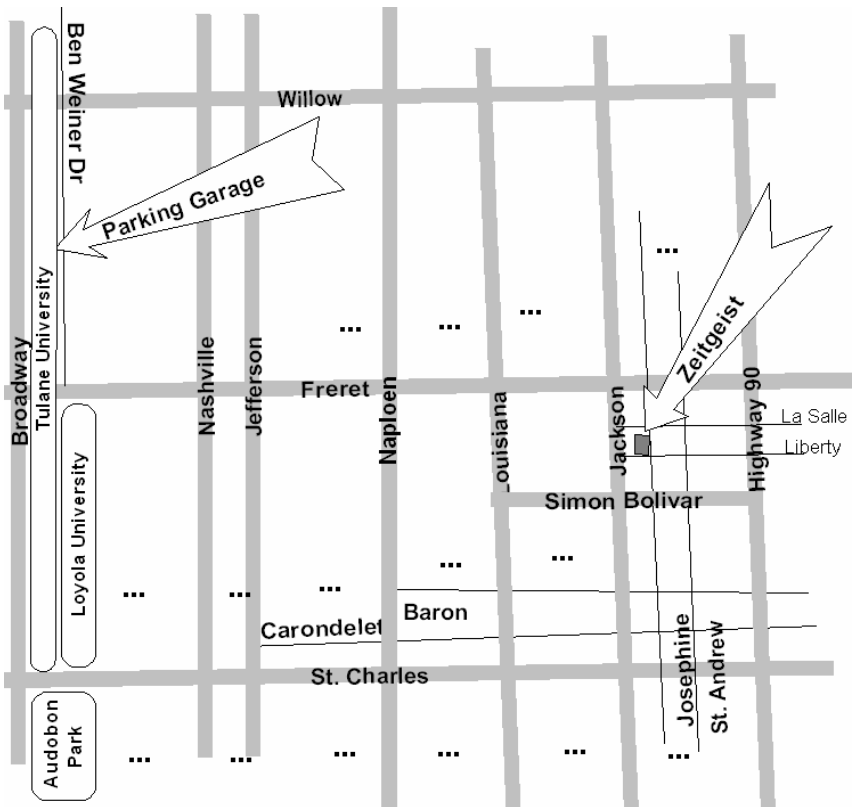 Ben Weiner Dr
Willow
Parking Garage
Zeitgeist
Broadway
Tulane University
Nashville
Jefferson
Freret
Naploen
Louisiana
Jackson
Highway 90
La Salle
Liberty
Simon Bolivar
Loyola University
Baron
Carondelet
St. Charles
Josephine
St. Andrew
Audobon
Park